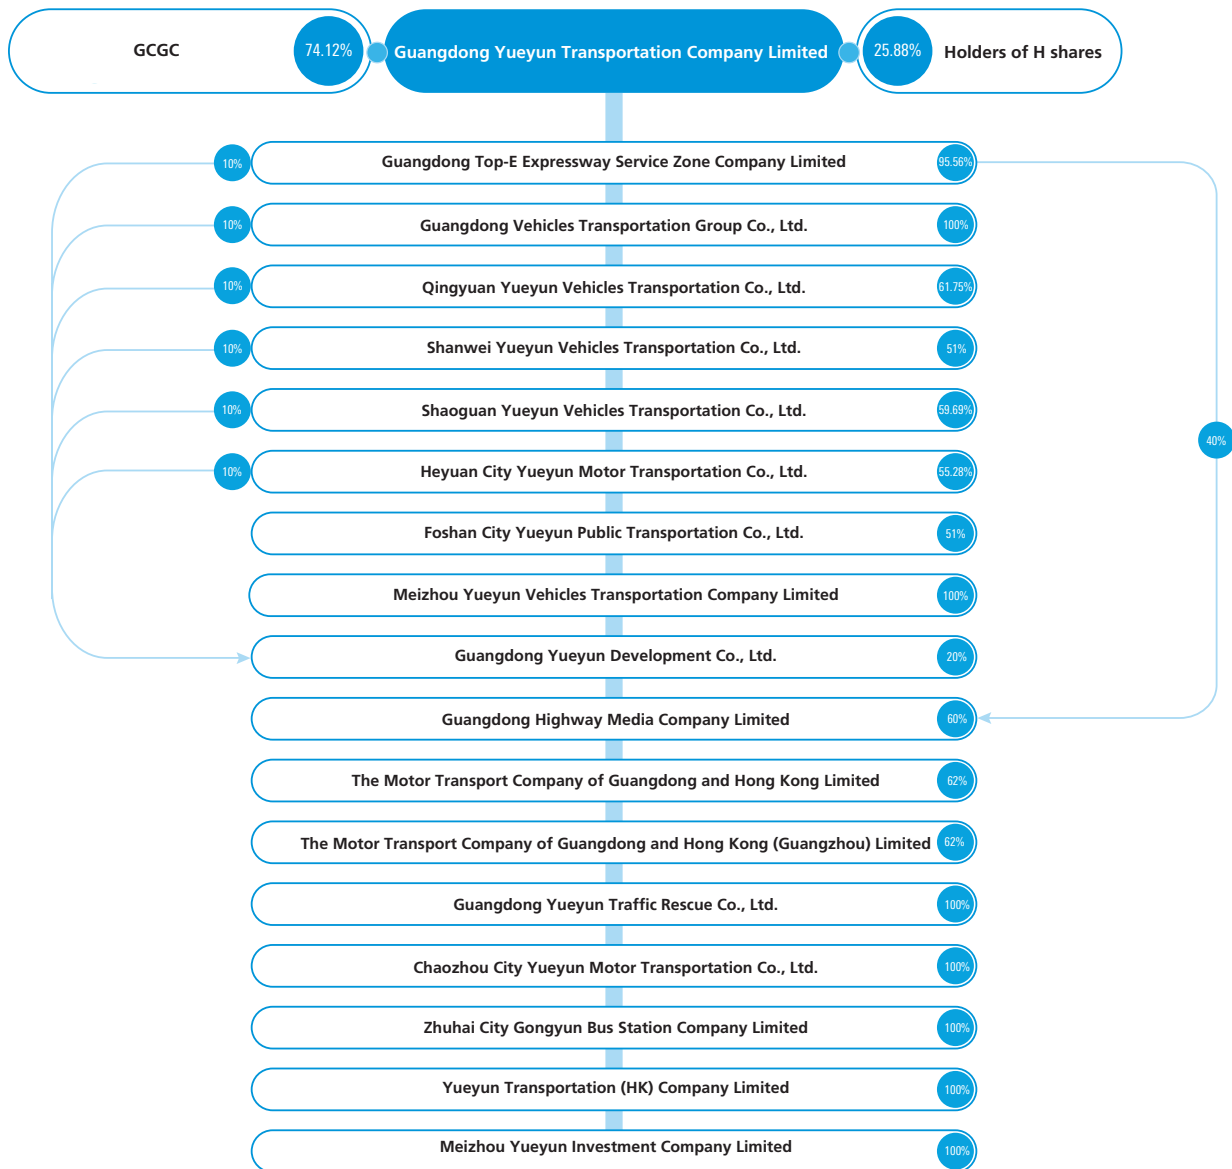 GCGC
74.12%
Guangdong Yueyun Transportation Company Limited
25.88%
Holders of H shares
10%
Guangdong Top-E Expressway Service Zone Company Limited
95.56%
10%
Guangdong Vehicles Transportation Group Co., Ltd.
100%
10%
Qingyuan Yueyun Vehicles Transportation Co., Ltd.
61.75%
10%
Shanwei Yueyun Vehicles Transportation Co., Ltd.
51%
10%
Shaoguan Yueyun Vehicles Transportation Co., Ltd.
59.69%
40%
10%
Heyuan City Yueyun Motor Transportation Co., Ltd.
55.28%
Foshan City Yueyun Public Transportation Co., Ltd.
51%
Meizhou Yueyun Vehicles Transportation Company Limited
100%
Guangdong Yueyun Development Co., Ltd.
20%
Guangdong Highway Media Company Limited
60%
The Motor Transport Company of Guangdong and Hong Kong Limited
62%
The Motor Transport Company of Guangdong and Hong Kong (Guangzhou) Limited
62%
Guangdong Yueyun Traffic Rescue Co., Ltd.
100%
Chaozhou City Yueyun Motor Transportation Co., Ltd.
100%
Zhuhai City Gongyun Bus Station Company Limited
100%
Yueyun Transportation (HK) Company Limited
100%
Meizhou Yueyun Investment Company Limited
100%